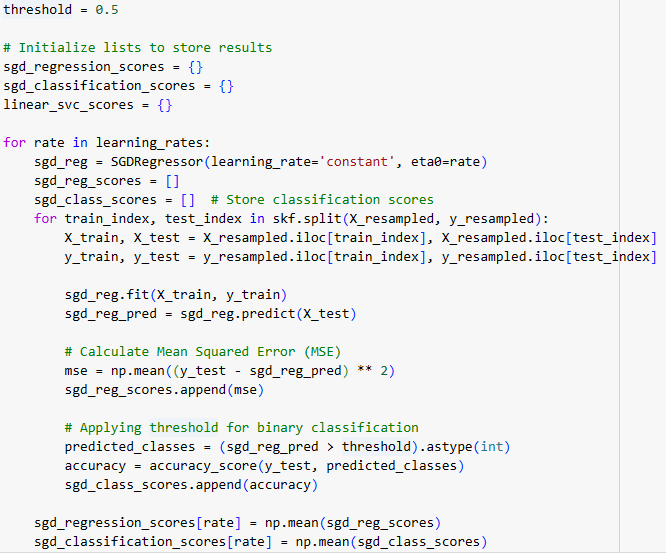 threshold = 0.5
# Initialize lists to store results
sgd_regression_scores = {}
sgd_classification_scores = {}
linear_svc_scores = {}
for rate in learning_rates:
    sgd_reg = SGDRegressor(learning_rate='constant', eta0=rate)
    sgd_reg_scores = []
    sgd_class_scores = []  # Store classification scores
    for train_index, test_index in skf.split(X_resampled, y_resampled):
        X_train, X_test = X_resampled.iloc[train_index], X_resampled.iloc[test_index]
        y_train, y_test = y_resampled.iloc[train_index], y_resampled.iloc[test_index]
        sgd_reg.fit(X_train, y_train)
        sgd_reg_pred = sgd_reg.predict(X_test)
        # Calculate Mean Squared Error (MSE)
        mse = np.mean((y_test - sgd_reg_pred) ** 2)
        sgd_reg_scores.append(mse)
        # Applying threshold for binary classification
        predicted_classes = (sgd_reg_pred > threshold).astype(int)
        accuracy = accuracy_score(y_test, predicted_classes)
        sgd_class_scores.append(accuracy)
    sgd_regression_scores[rate] = np.mean(sgd_reg_scores)
    sgd_classification_scores[rate] = np.mean(sgd_class_scores)